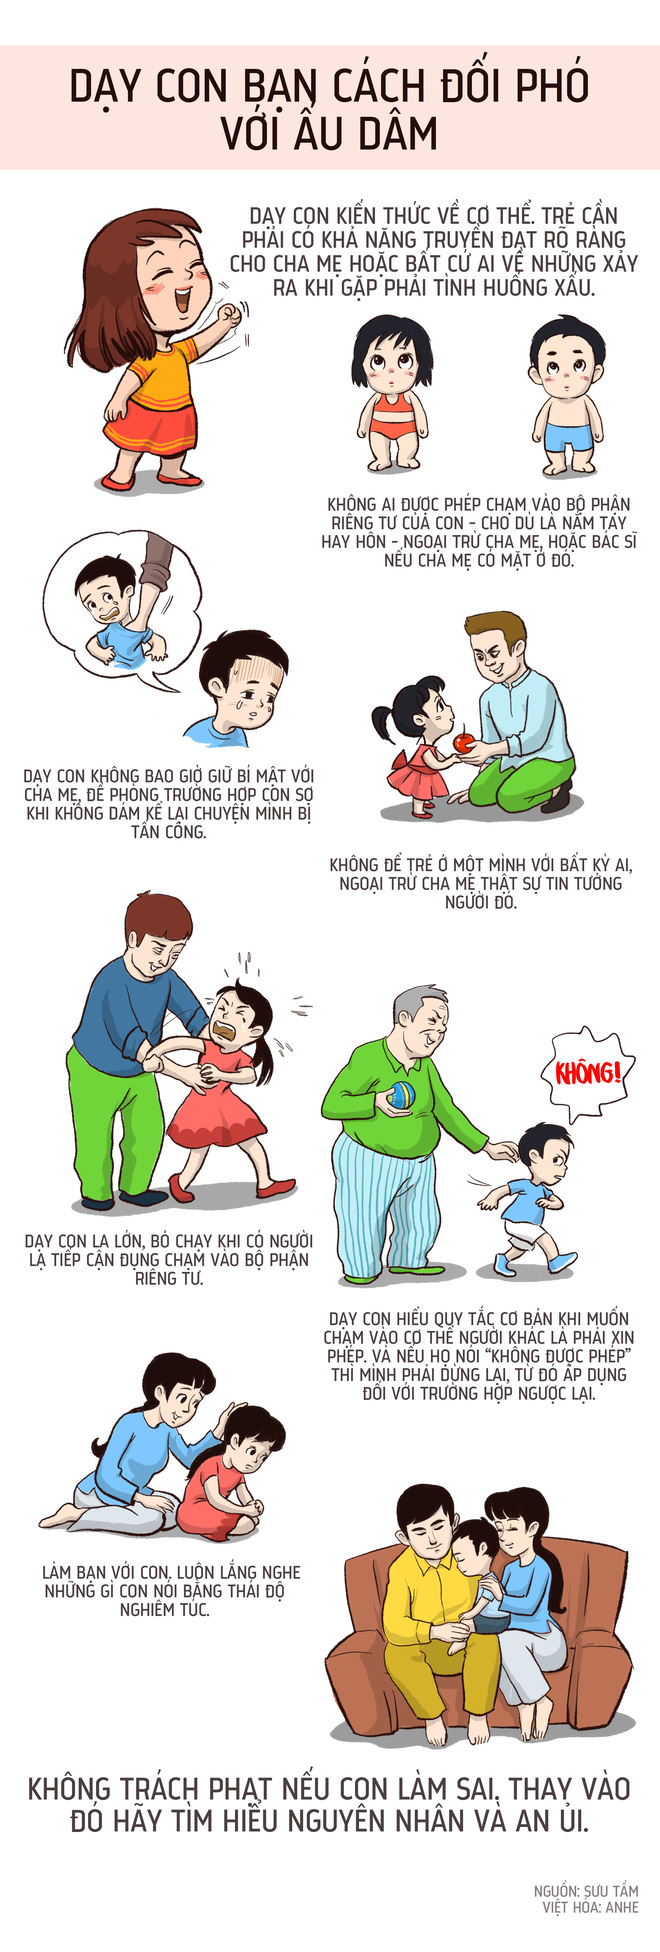 DẠY CON BẠN CÁCH ĐỐI PHÓ
VỚI ẤU DÂM
DẠY CON KIẾN THỨC VỀ CƠ THỂ. TRẺ CẦN
PHẢI CÓ KHẢ NĂNG TRUYỀN ĐẠT RÕ RÀNG
CHO CHA MẸ HOẶC BẤT CỨ AI VỀ NHỮNG XẢY
RA KHI GẶP PHẢI TÌNH HUỐNG XẤU.
KHÔNG AI ĐƯỢC PHÉP CHẠM VÀO BỘ PHẬN
RIÊNG TƯ CỦA CON - CHO DÙ LÀ NẮM TAY
HAY HÔN - NGOẠI TRỪ CHA MẸ, HOẶC BÁC SĨ
NẾU CHA MẸ CÓ MẶT Ở ĐÓ.
DẠY CON KHÔNG BAO GIỜ GIỮ BÍ MẬT VỚI
CHA MẸ, ĐỀ PHÒNG TRƯỜNG HỢP CON SỢ
KHI KHÔNG DÁM KỂ LẠI CHUYỆN MÌNH BỊ
TẤN CÔNG.
KHÔNG ĐỂ TRẺ Ở MỘT MÌNH VỚI BẤT KỲ AI,
NGOẠI TRỪ CHA MẸ THẬT SỰ TIN TƯỞNG
NGƯỜI ĐÓ.
KHÔNG!
DẠY CON LA LỚN, BỎ CHẠY KHI CÓ NGƯỜI
LẠ TIẾP CẬN ĐỤNG CHẠM VÀO BỘ PHẬN
RIÊNG TƯ.
DẠY CON HIỂU QUY TẮC CƠ BẢN KHI MUỐN
CHẠM VÀO CƠ THỂ NGƯỜI KHÁC LÀ PHẢI XIN
PHÉP. VÀ NẾU HỌ NÓI “KHÔNG ĐƯỢC PHÉP”
THÌ MÌNH PHẢI DỪNG LẠI, TỪ ĐÓ ÁP DỤNG
ĐỐI VỚI TRƯỜNG HỢP NGƯỢC LẠI.
LÀM BẠN VỚI CON, LUÔN LẮNG NGHE
NHỮNG GÌ CON NÓI BẰNG THÁI ĐỘ
NGHIÊM TÚC.
KHÔNG TRÁCH PHẠT NẾU CON LÀM SAI. THAY VÀO
ĐÓ HÃY TÌM HIỂU NGUYÊN NHÂN VÀ AN ỦI.
NGUỒN: SƯU TẦM
VIỆT HÓA: ANHE